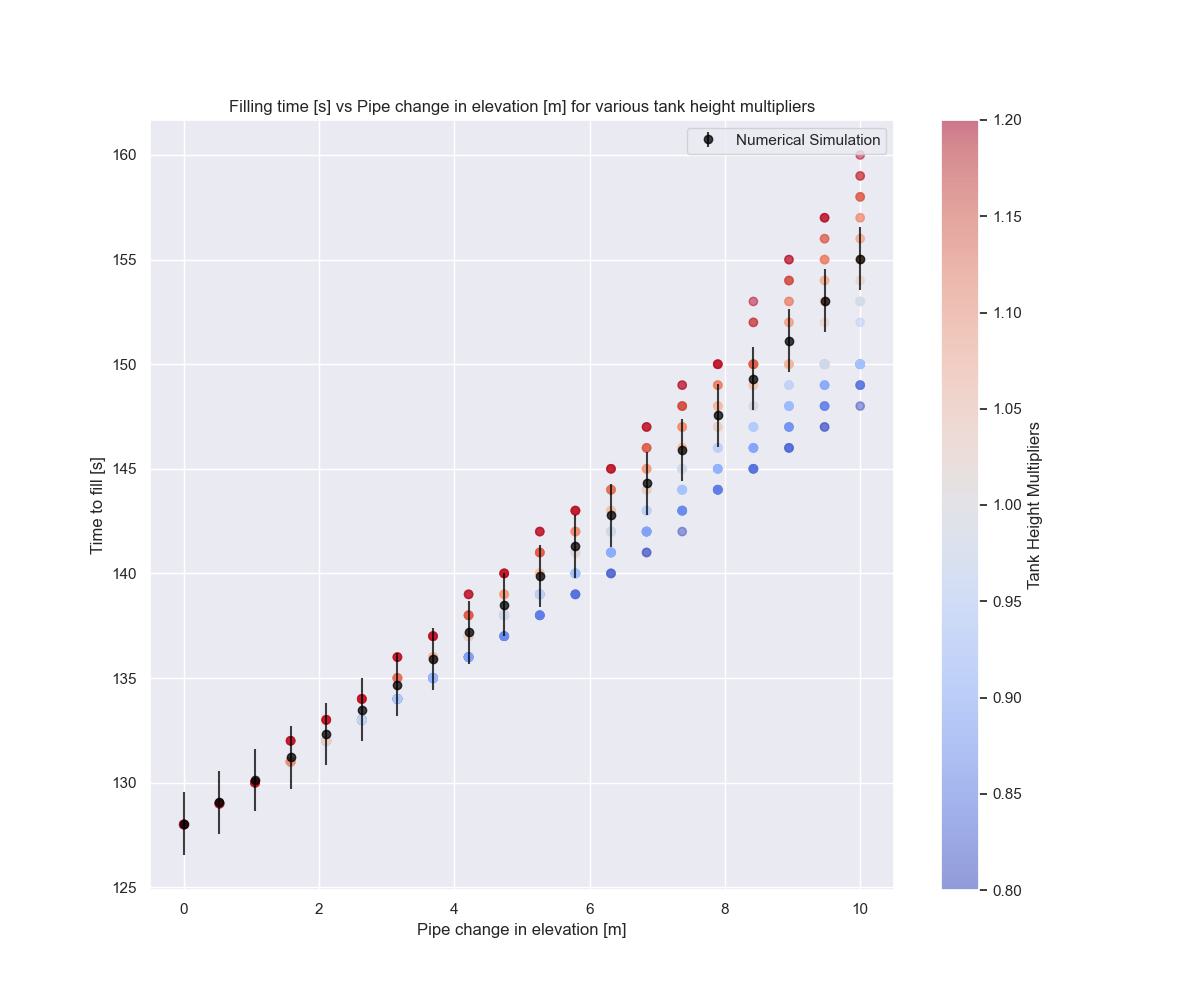 Filling time [s] vs Pipe change in elevation [m] for various tank height multipliers
Numerical Simulation
160
155
150
145
140
135
130
125
Time to fill [s]
0 2 4 6 8 10
Pipe change in elevation [m]
1.20
1.15
1.10
1.05
1.00
0.95
0.90
0.85
0.80
Tank Height Multipliers